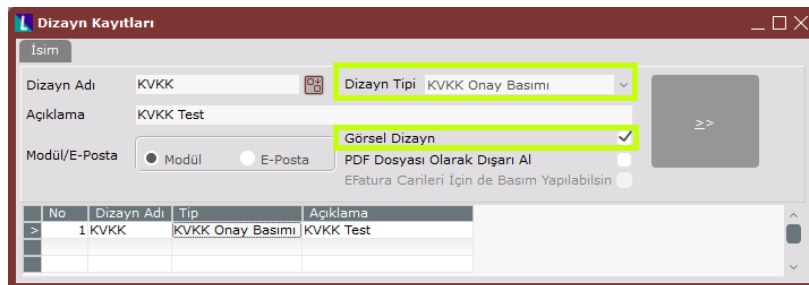 Dizayn Kayıtları
İsim
Dizayn Adı KVKK Dizayn Tipi KVKK Onay Basımı
Açıklama KVKK Test >>
Görsel Dizayn
Modül/E-Posta Modül E-Posta PDF Dosyası Olarak Dışarı Al
EFatura Carileri İçin de Basım Yapılabilsin
No Dizayn Adı Tip Açıklama
> 1 KVKK KVKK Onay Basımı KVKK Test